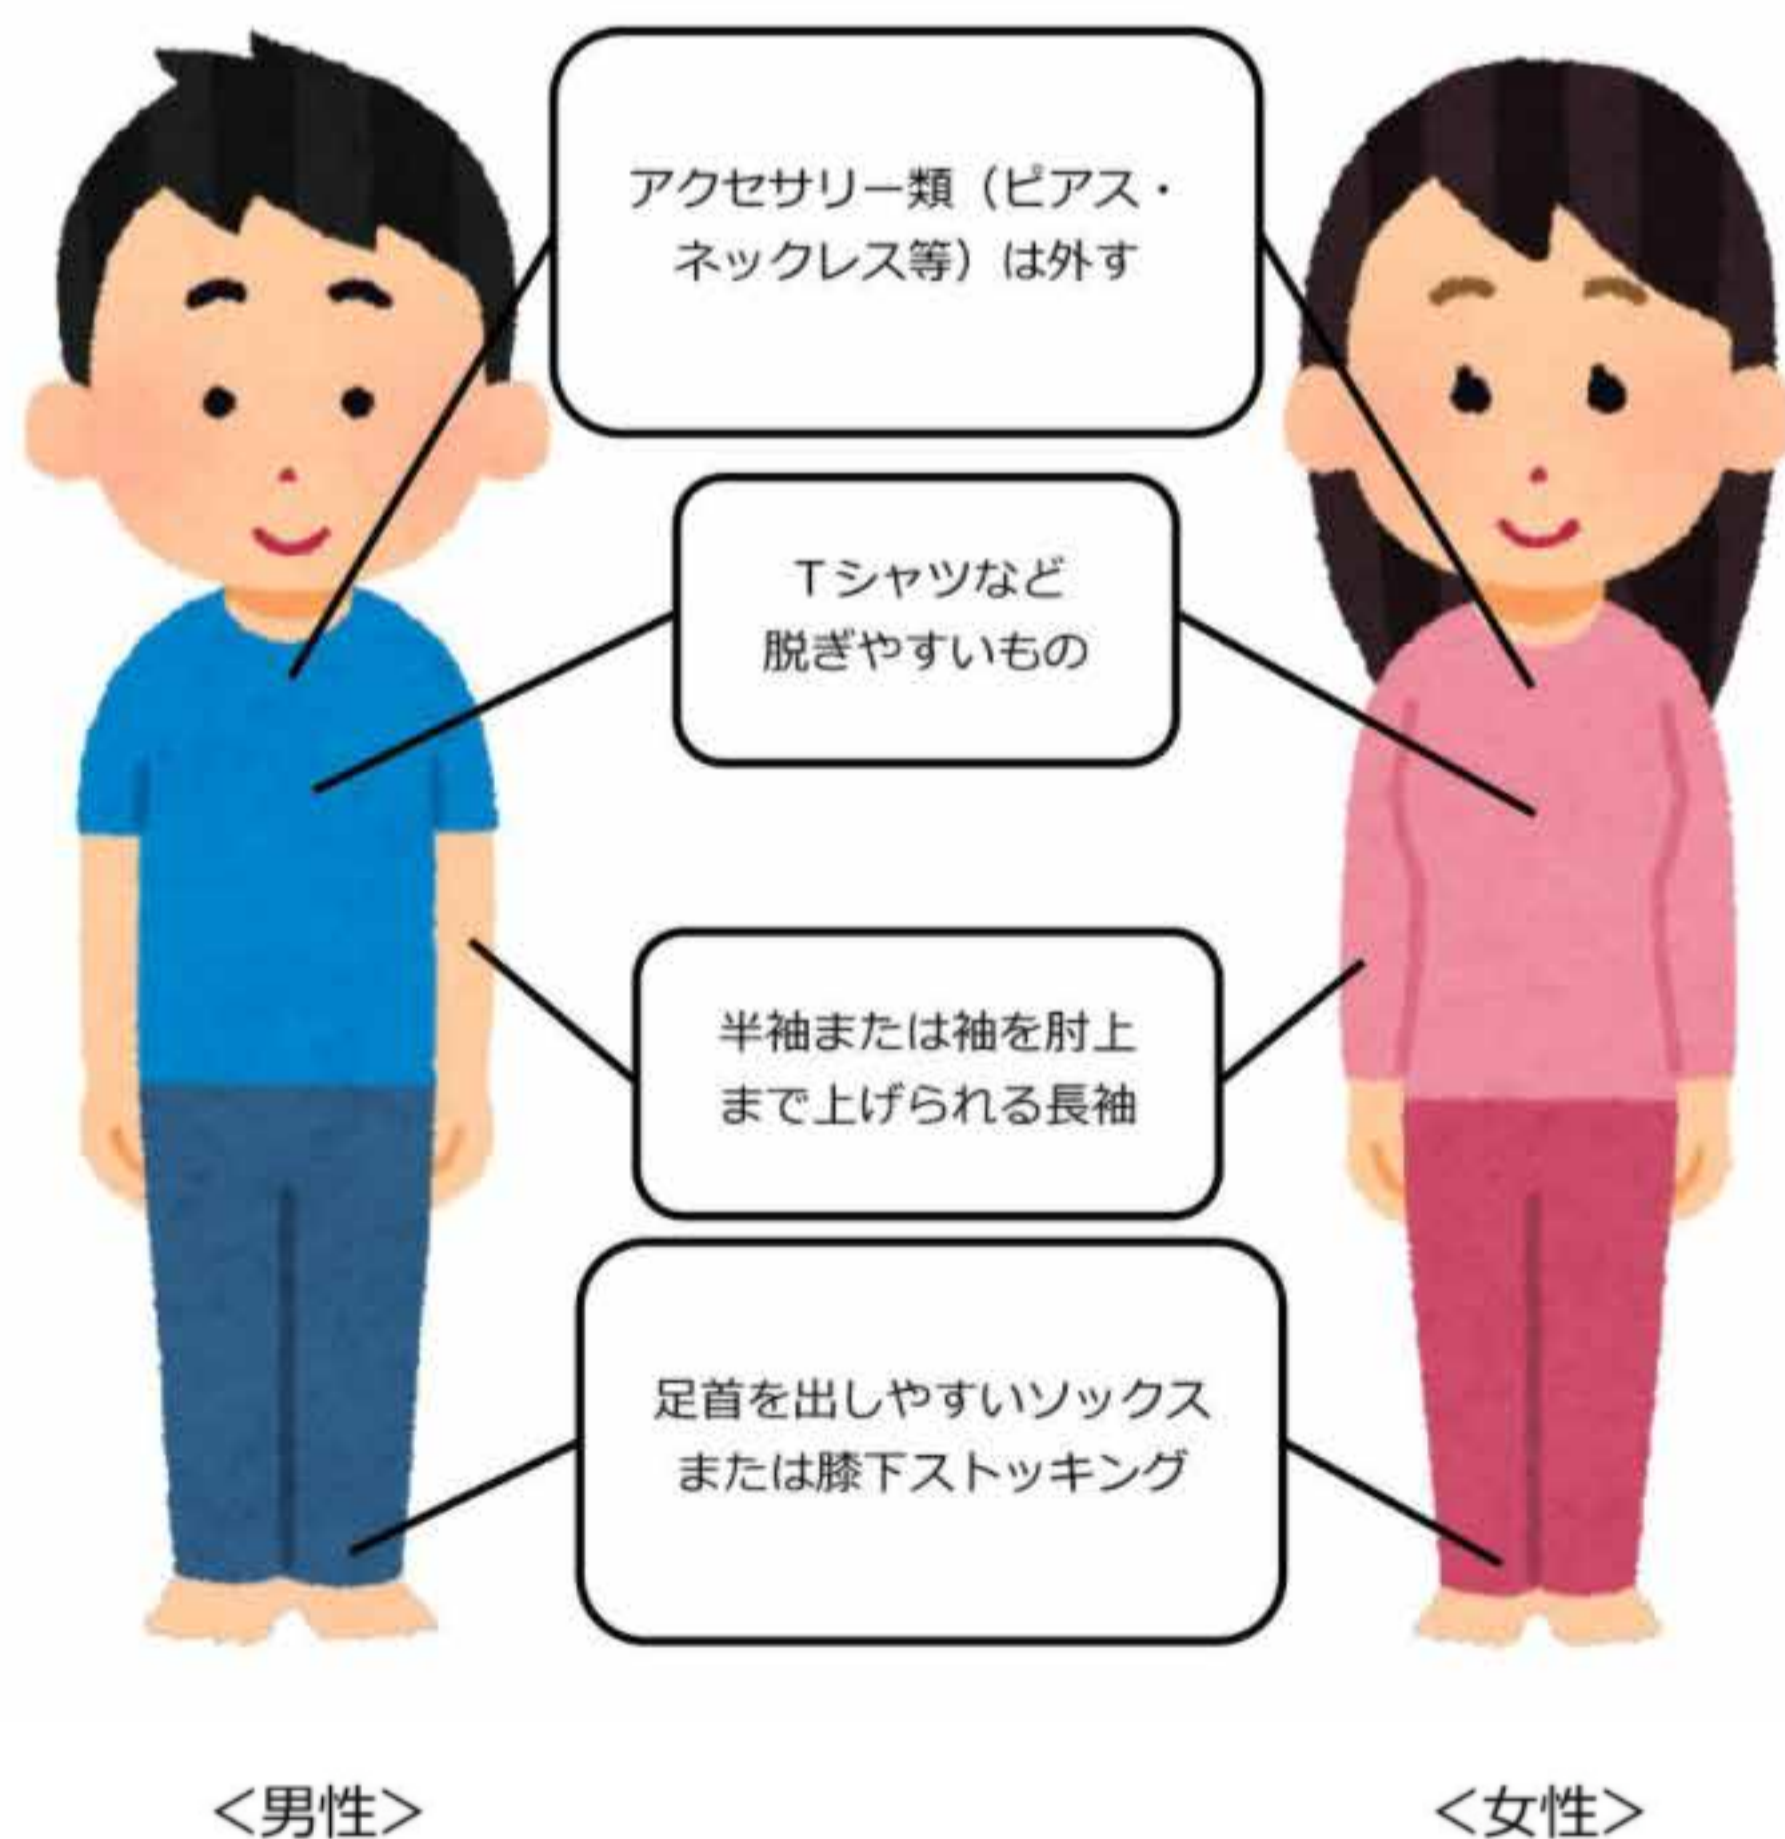 アクセサリー類（ピアス・
ネックレス等）は外す
Ｔシャツなど
脱ぎやすいもの
半袖または袖を肘上
まで上げられる長袖
足首を出しやすいソックス
または膝下ストッキング
＜男性＞
＜女性＞